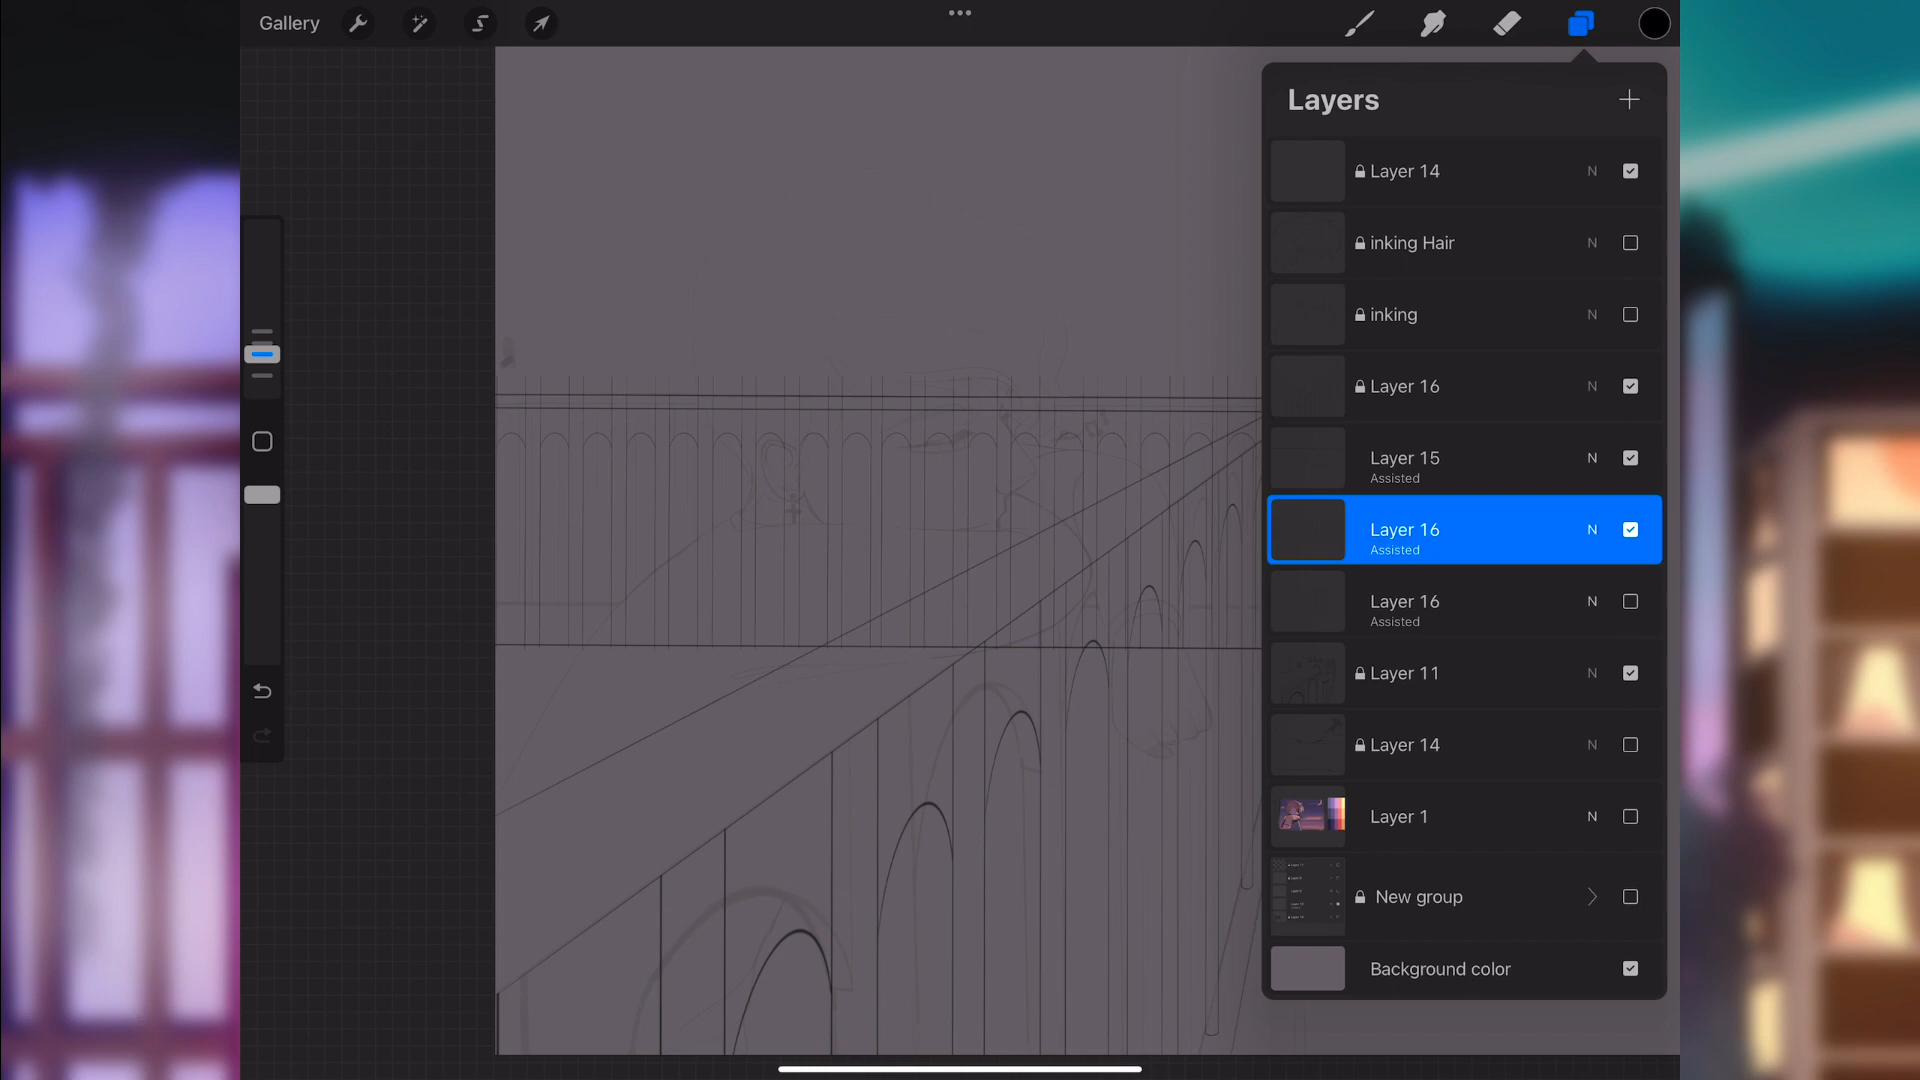 Gallery
Layers
Layer 14 N
inking Hair N
inking N
Layer 16 N
Layer 15 N
Assisted
Layer 16 N
Assisted
Layer 16 N
Assisted
Layer 11 N
Layer 14 N
Layer 1 N
New group
Background color